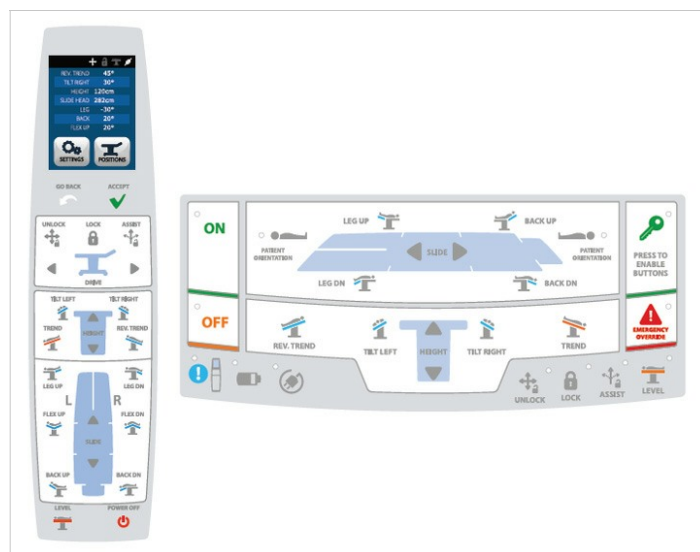 REV. TREND 45°
TILT RIGHT 30°
HEIGHT 120cm
SLIDE HEAD 282cm
LEG -30°
BACK 20°
FLEX UP 20°
SETTINGS POSITIONS
GO BACK ACCEPT
UNLOCK LOCK ASSIST
DRIVE
TILT LEFT TILT RIGHT
TREND HEIGHT REV. TREND
LEG UP LEG DN
L R
FLEX UP FLEX DN
SLIDE
BACK UP BACK DN
LEVEL POWER OFF
ON
LEG UP BACK UP
PATIENT ORIENTATION SLIDE PATIENT ORIENTATION
LEG DN BACK DN
PRESS TO
ENABLE
BUTTONS
OFF
REV. TREND TILT LEFT HEIGHT TILT RIGHT TREND
EMERGENCY
OVERRIDE
UNLOCK LOCK ASSIST LEVEL